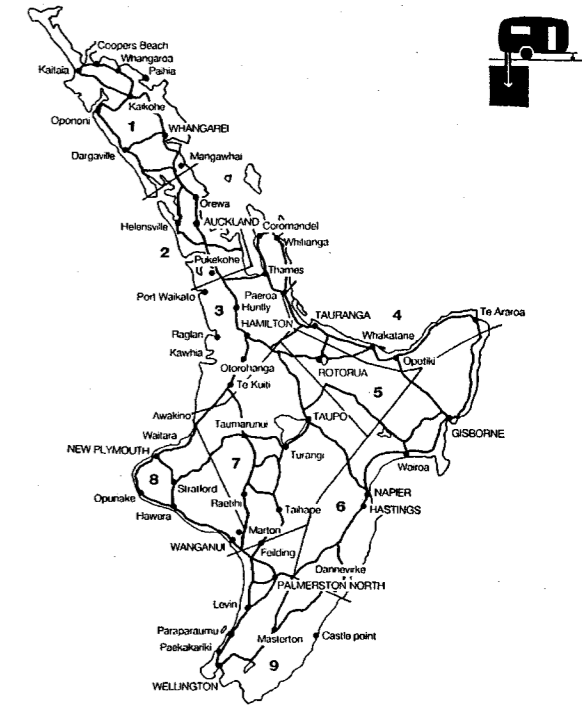 Coopers Beach
Whangaroa
Kaitaia
Pahia
Kaikohe
Opononi
1
WHANGAREI
Dargaville
Mangawhai
Orewa
Helensville
AUCKLAND
Coromandel
Whitianga
2
Pukekohe
Thames
Port Waikato
Paeroa
3
Huntly
4
Te Araroa
TAURANGA
HAMILTON
Raglan
Whakatane
Kawhia
Opotiki
Otorohanga
ROTORUA
Te Kuiti
5
Awakino
TAUPO
Waitara
Taumarunui
GISBORNE
NEW PLYMOUTH
Turangi
Wairoa
7
8
Stratford
Opunake
Raetihi
6
NAPIER
Hawera
Taihape
HASTINGS
Marton
WANGANUI
Feilding
Dannevirke
PALMERSTON NORTH
Levin
Paraparaumu
Masterton
Castle point
Paekakariki
9
WELLINGTON